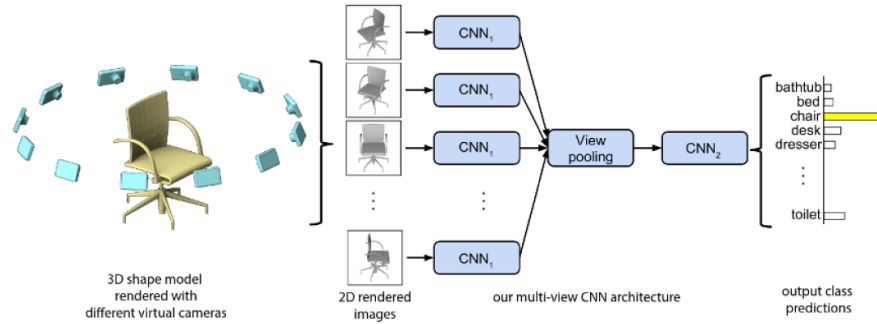 CNN1
CNN1
CNN1
CNN1
View
pooling
CNN2
bathtub
bed
chair
desk
dresser
toilet
3D shape model
rendered with
different virtual cameras
2D rendered
images
our multi-view CNN architecture
output class
predictions